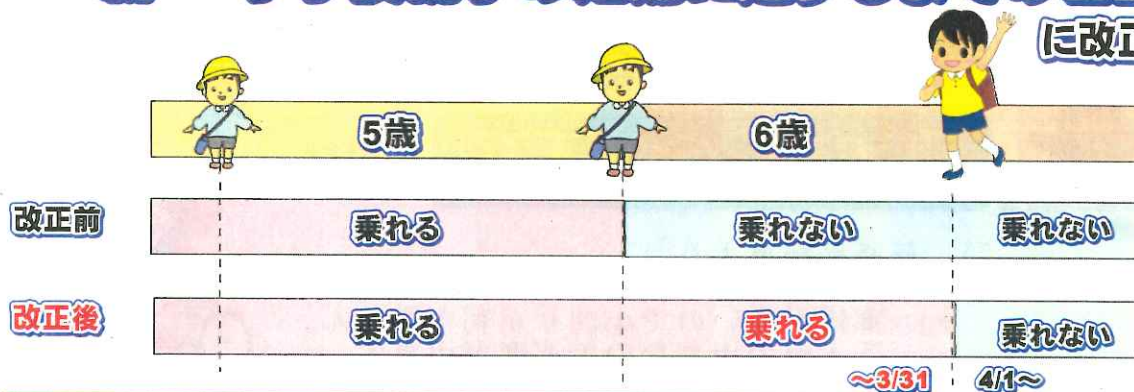 に改正
5歳 6歳
改正前 乗れる 乗れない 乗れない
改正後 乗れる 乗れる 乗れない
～3/31 4/1～